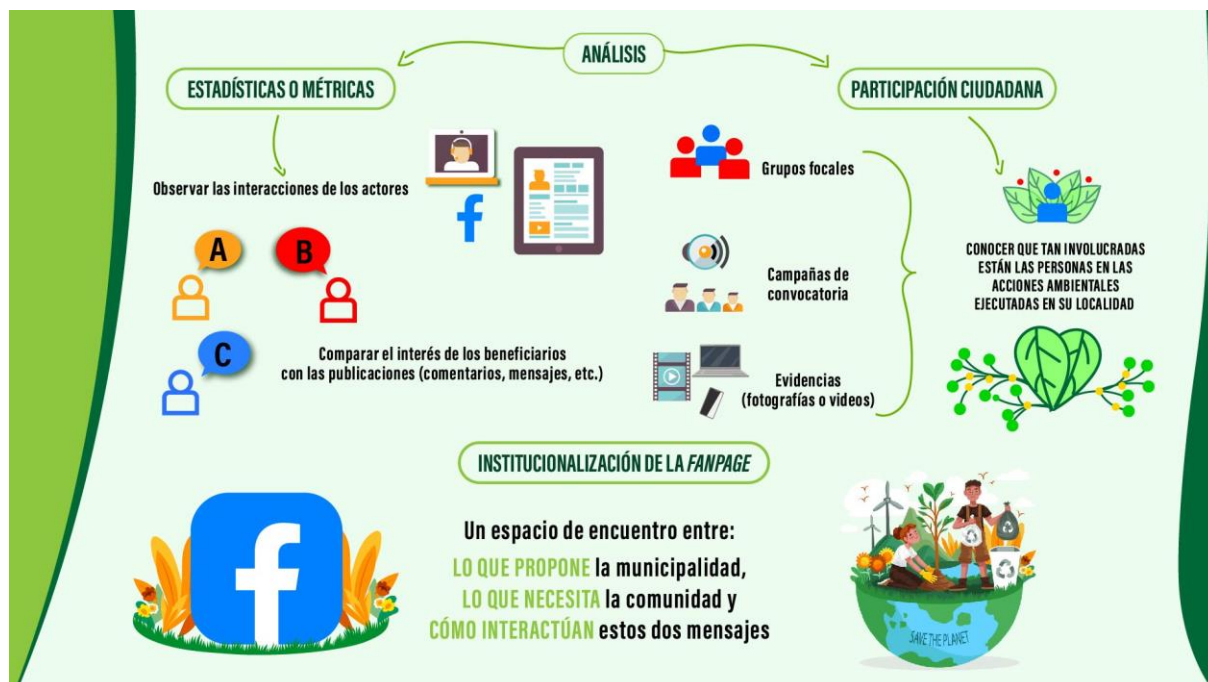 ANÁLISIS
ESTADÍSTICAS O MÉTRICAS
Observar las interacciones de los actores
A
B
C
Comparar el interés de los beneficiarios
con las publicaciones (comentarios, mensajes, etc.)
PARTICIPACIÓN CIUDADANA
Grupos focales
Campañas de
convocatoria
Evidencias
(fotografías o videos)
CONOCER QUE TAN INVOLUCRADAS
ESTÁN LAS PERSONAS EN LAS
ACCIONES AMBIENTALES
EJECUTADAS EN SU LOCALIDAD
INSTITUCIONALIZACIÓN DE LA FANPAGE
Un espacio de encuentro entre:
LO QUE PROPONE la municipalidad,
LO QUE NECESITA la comunidad y
CÓMO INTERACTÚAN estos dos mensajes
SAVE THE PLANET